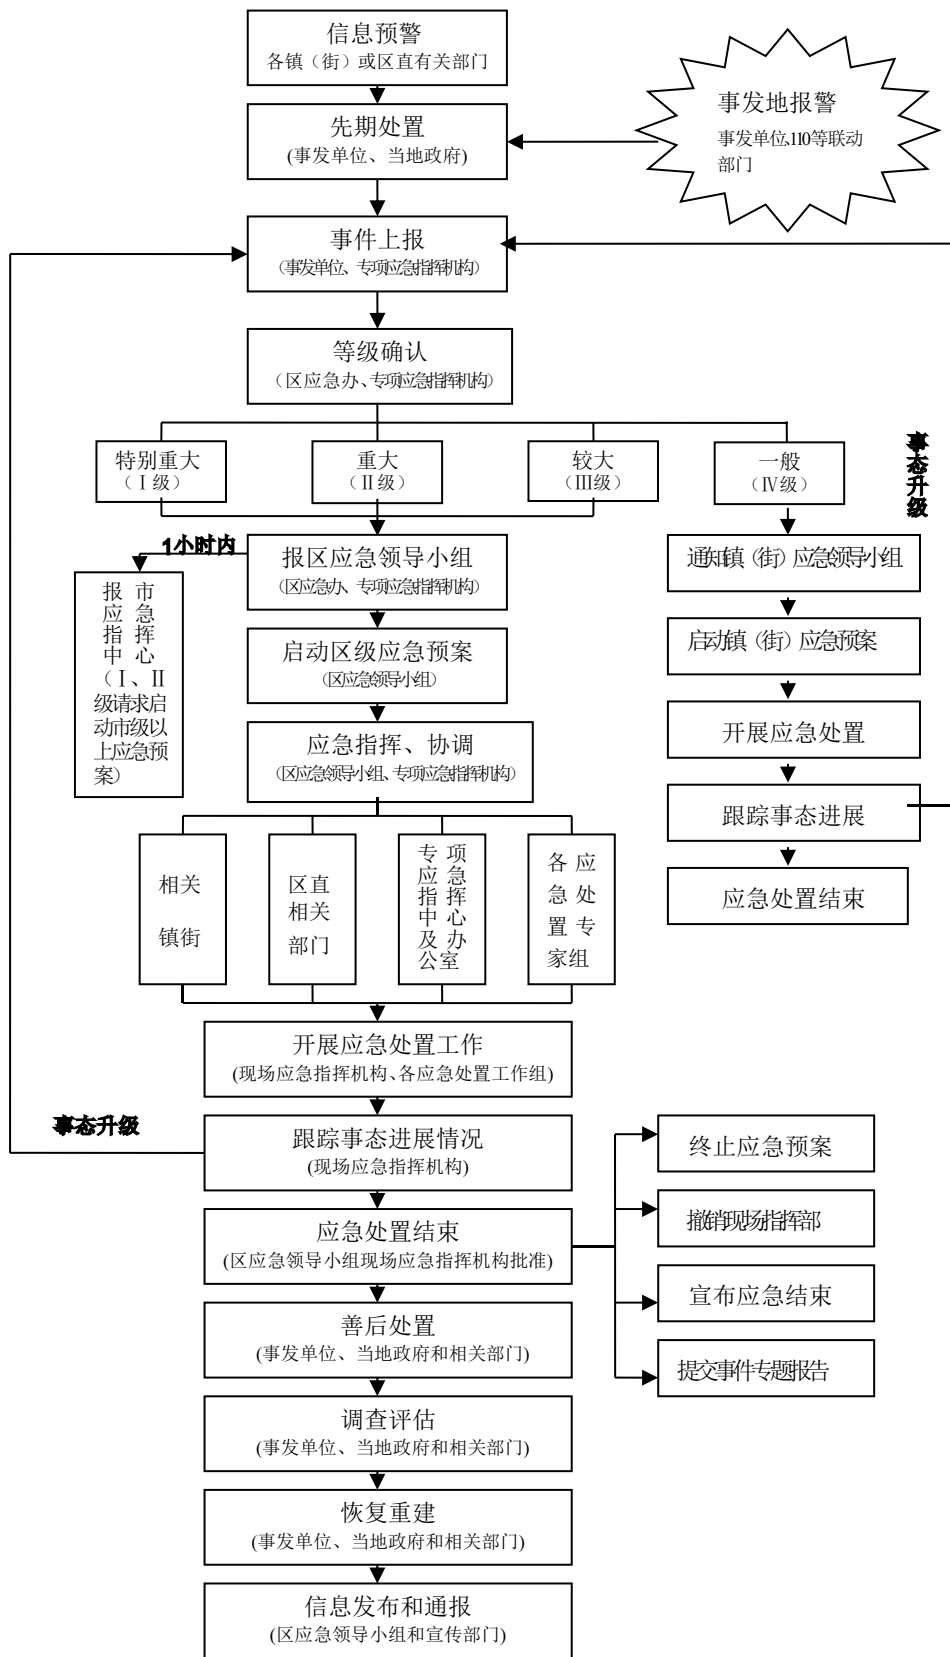 信息预警
各镇（街）或区直有关部门
事发地报警
事发单位、110等联动
部门
先期处置
(事发单位、当地政府)
事件上报
（事发单位、专项应急指挥机构）
等级确认
（区应急办、专项应急指挥机构）
特别重大
（Ⅰ级）
重大
（Ⅱ级）
较大
（Ⅲ级）
一般
（Ⅳ级）
事态升级
1小时内
报区应急领导小组
（区应急办、专项应急指挥机构）
通知镇（街）应急领导小组
报市
应急
指挥
中心
（Ⅰ、Ⅱ
级请求启
动市级以
上应急预
案）
启动区级应急预案
（区应急领导小组）
启动镇（街）应急预案
应急指挥、协调
（区应急领导小组、专项应急指挥机构）
开展应急处置
跟踪事态进展
应急处置结束
相关
镇街
区直
相关
部门
专项
应急
指挥
中心
及办
公室
各应
急处
置专
家组
开展应急处置工作
(现场应急指挥机构、各应急处置工作组)
事态升级
跟踪事态进展情况
(现场应急指挥机构)
应急处置结束
(区应急领导小组现场应急指挥机构批准)
终止应急预案
撤销现场指挥部
宣布应急结束
提交事件专题报告
善后处置
(事发单位、当地政府和相关部门)
调查评估
(事发单位、当地政府和相关部门)
恢复重建
(事发单位、当地政府和相关部门)
信息发布和通报
(区应急领导小组和宣传部门)